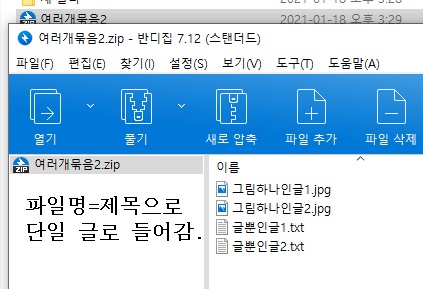 여러개묶음2
2021-01-18 오후 3:29
여러개묶음2.zip - 반디집 7.12 (스탠더드)
파일(F) 편집(E) 찾기(I) 설정(S) 보기(V) 도구(T) 도움말(A)
열기 풀기 새로 압축 파일 추가 파일 삭제
여러개묶음2.zip
이름
그림하나인글1.jpg
그림하나인글2.jpg
글뿐인글1.txt
글뿐인글2.txt
파일명=제목으로
단일 글로 들어감.